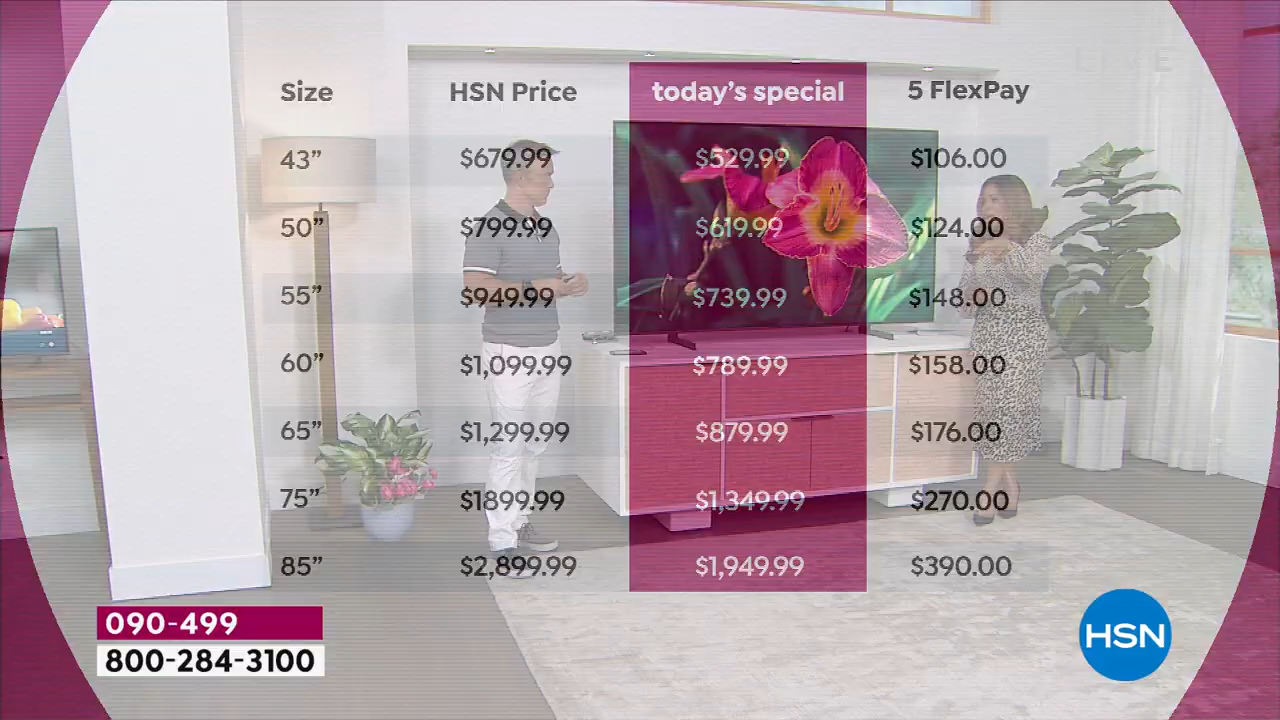 Size HSN Price today's special 5 FlexPay
43" $679.99 $529.99 $106.00
50" $799.99 $619.99 $124.00
55" $949.99 $739.99 $148.00
60" $1,099.99 $789.99 $158.00
65" $1,299.99 $879.99 $176.00
75" $1899.99 $1,349.99 $270.00
85" $2,899.99 $1,949.99 $390.00
090-499
800-284-3100
HSN